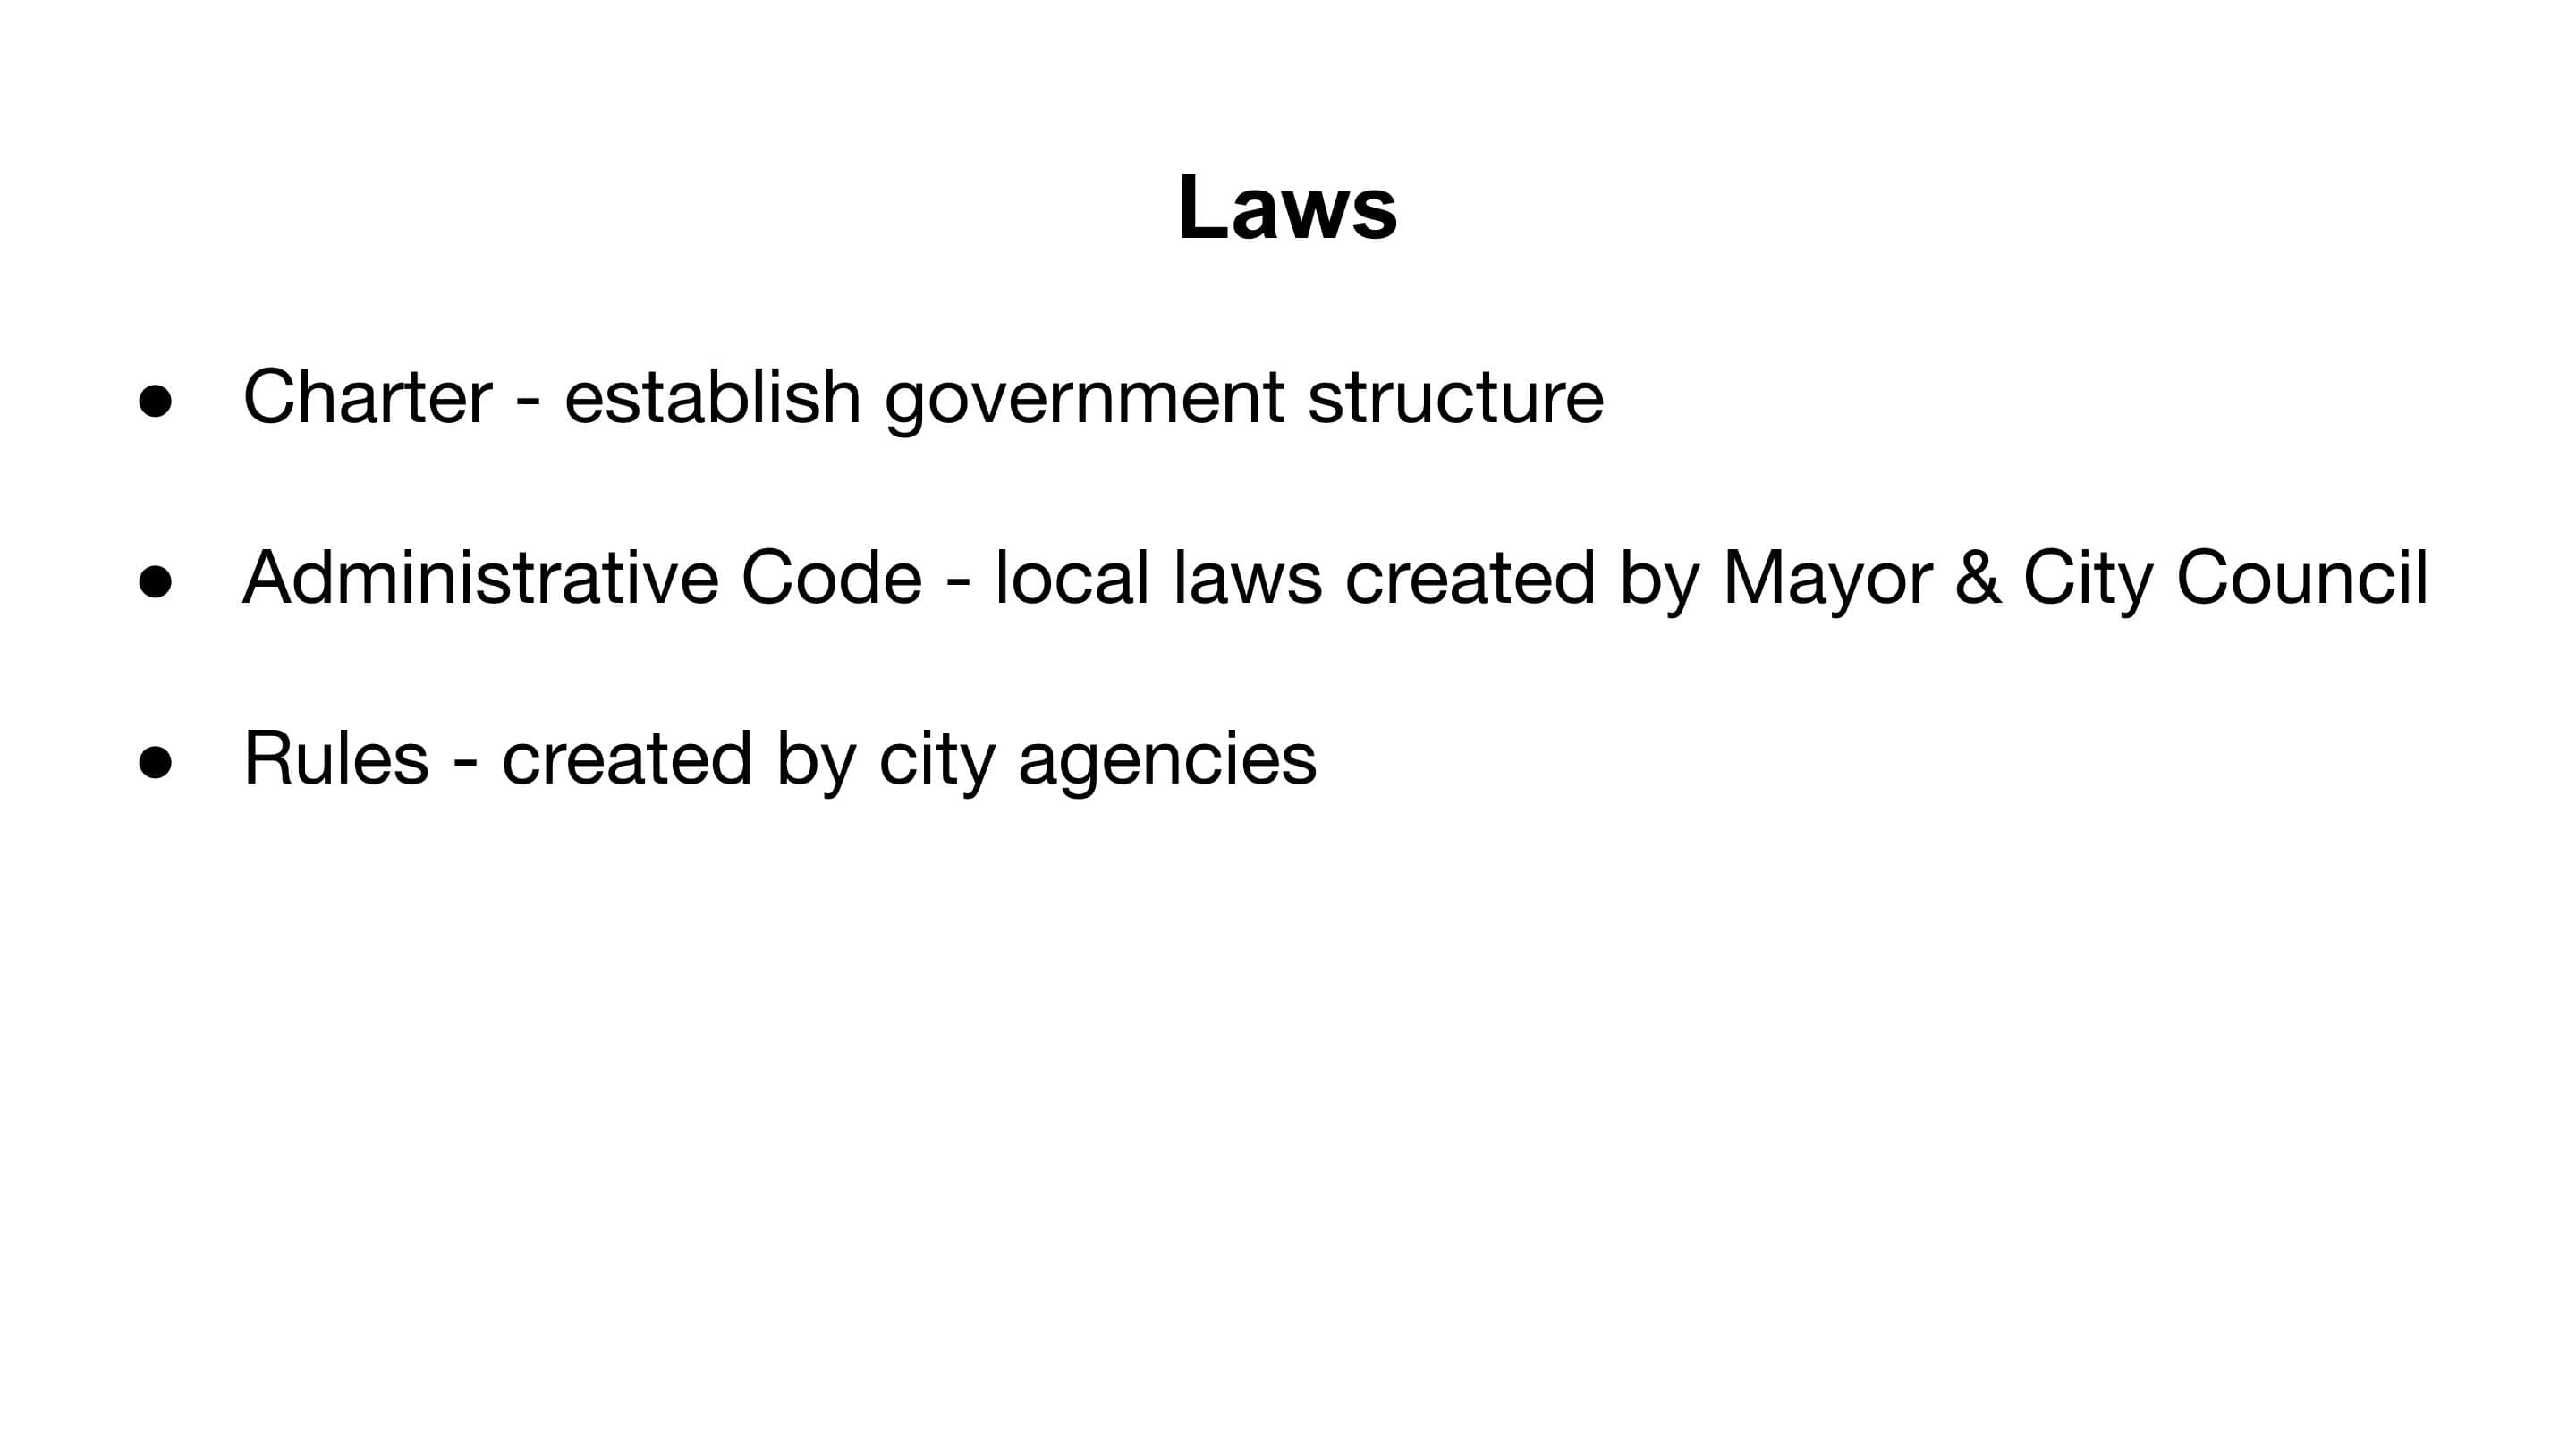 Laws
● Charter - establish government structure
● Administrative Code - local laws created by Mayor & City Council
● Rules - created by city agencies